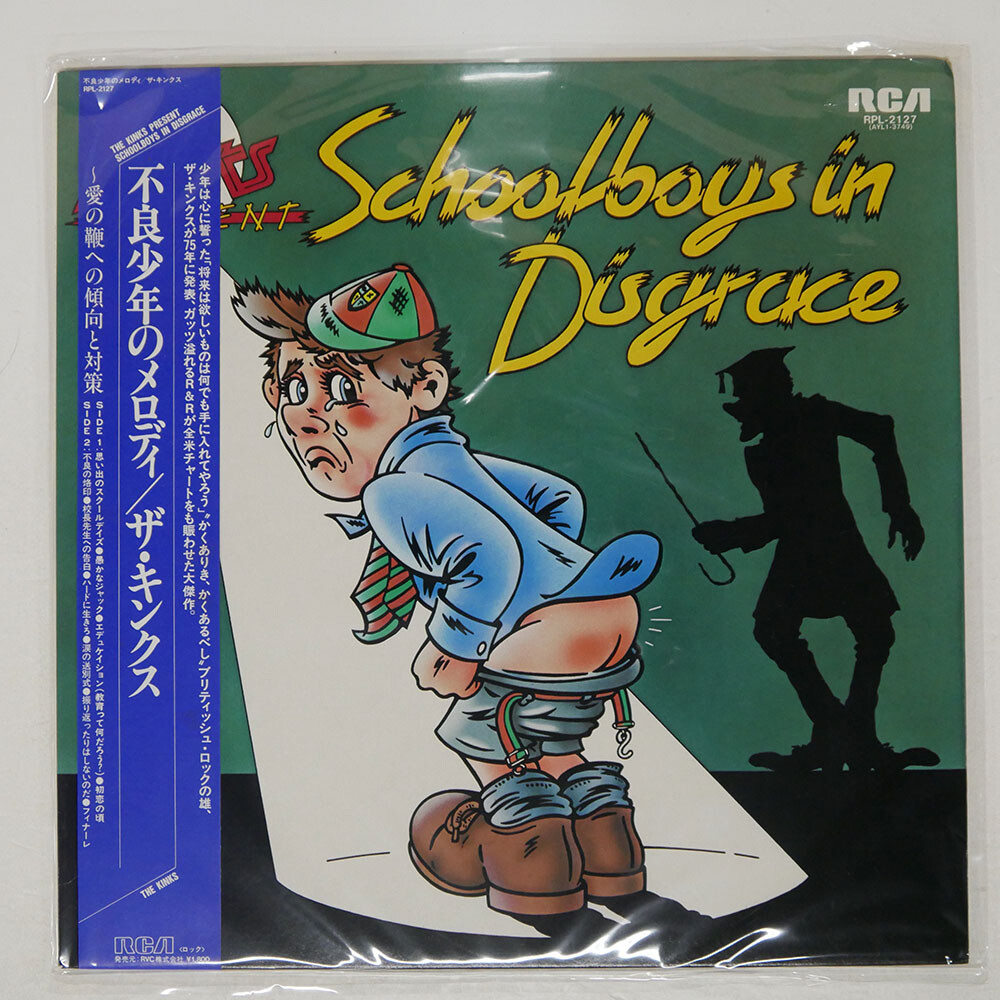 不良少年のメロディ ザ・キンクス
RPL-2127
THE KINKS PRESENT
SCHOOLBOYS IN DISGRACE
不良少年のメロディ/ザ・キンクス
〜愛の鞭への傾向と対策
少年は心に誓った「将来は欲しいものは何でも手に入れてやろう」〝かくありき、かくあるべし〟ブリティッシュ・ロックの雄、
ザ・キンクスが75年に発表、ガッツ溢れるR&Rが全米チャートをも賑わせた大傑作。
SIDE 1:思い出のスクールデイズ●愚かなジャック●エデュケイション(教育って何だろう?)●初恋の頃
SIDE 2:不良の烙印●校長先生への告白●ハードに生きろ●涙の送別式●振り返ったりはしないのだ●フィナーレ
THE KINKS
RCA 〈ロック〉
発売元:RVC株式会社 ¥1,800
RCA
RPL-2127
(AYL1-3749)
Schoolboys in
Disgrace